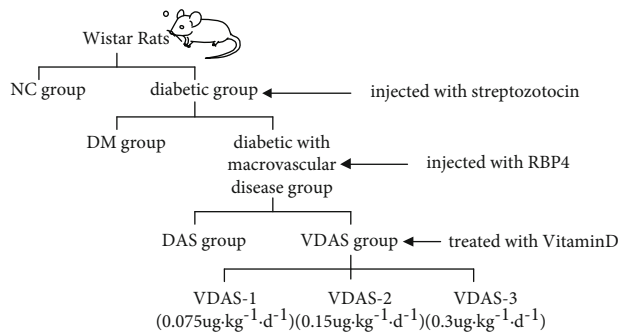 Wistar Rats
NC group
diabetic group
injected with streptozotocin
DM group
diabetic with
macrovascular
disease group
injected with RBP4
DAS group
VDAS group
treated with VitaminD
VDAS-1
VDAS-2
VDAS-3
(0.075ug·kg⁻¹·d⁻¹)(0.15ug·kg⁻¹·d⁻¹)(0.3ug·kg⁻¹·d⁻¹)